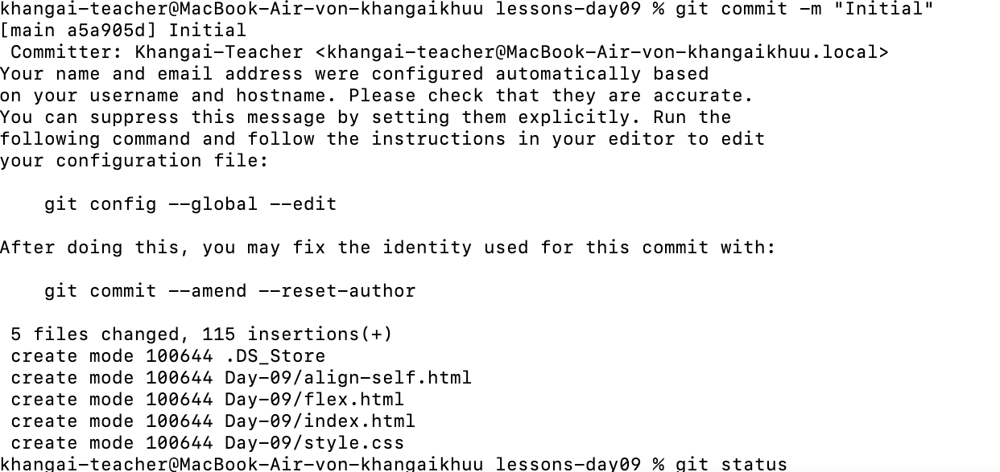 khangai-teacher@MacBook-Air-von-khangaikhuu lessons-day09 % git commit -m "Initial"
[main a5a905d] Initial
 Committer: Khangai-Teacher <khangai-teacher@MacBook-Air-von-khangaikhuu.local>
Your name and email address were configured automatically based
on your username and hostname. Please check that they are accurate.
You can suppress this message by setting them explicitly. Run the
following command and follow the instructions in your editor to edit
your configuration file:

    git config --global --edit

After doing this, you may fix the identity used for this commit with:

    git commit --amend --reset-author

 5 files changed, 115 insertions(+)
 create mode 100644 .DS_Store
 create mode 100644 Day-09/align-self.html
 create mode 100644 Day-09/flex.html
 create mode 100644 Day-09/index.html
 create mode 100644 Day-09/style.css
khangai-teacher@MacBook-Air-von-khangaikhuu lessons-day09 % git status